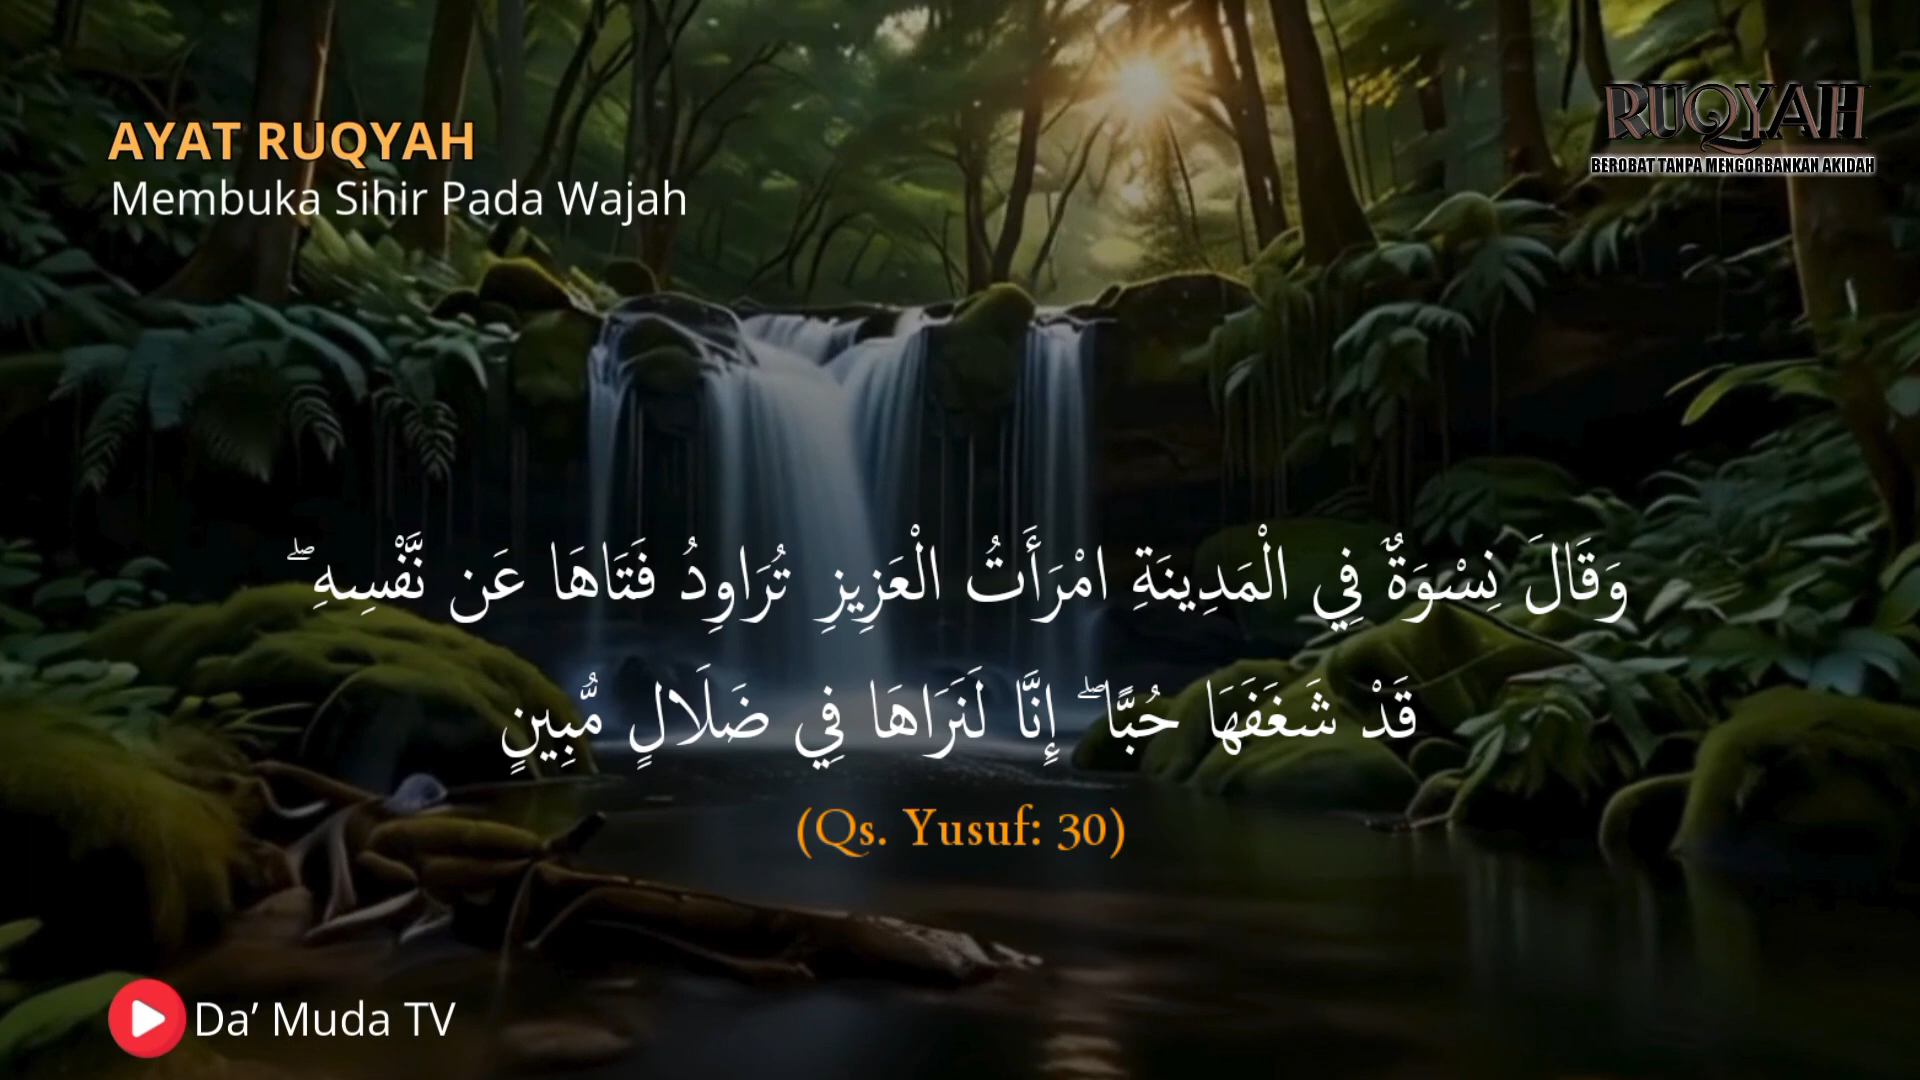 AYAT RUQYAH
Membuka Sihir Pada Wajah
RUQYAH
BEROBAT TANPA MENGORBANKAN AKIDAH
وَقَالَ نِسْوَةٌ فِي الْمَدِينَةِ امْرَأَتُ الْعَزِيزِ تُرَاوِدُ فَتَاهَا عَن نَّفْسِهِ ۖ
قَدْ شَغَفَهَا حُبًّا ۖ إِنَّا لَنَرَاهَا فِي ضَلَالٍ مُّبِينٍ
(Qs. Yusuf: 30)
Da’ Muda TV